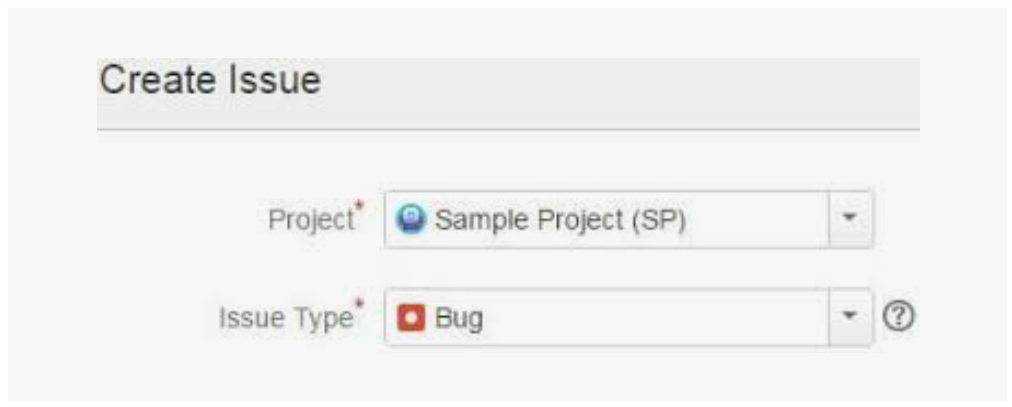 Create Issue
Project* Sample Project (SP)
Issue Type* Bug ?